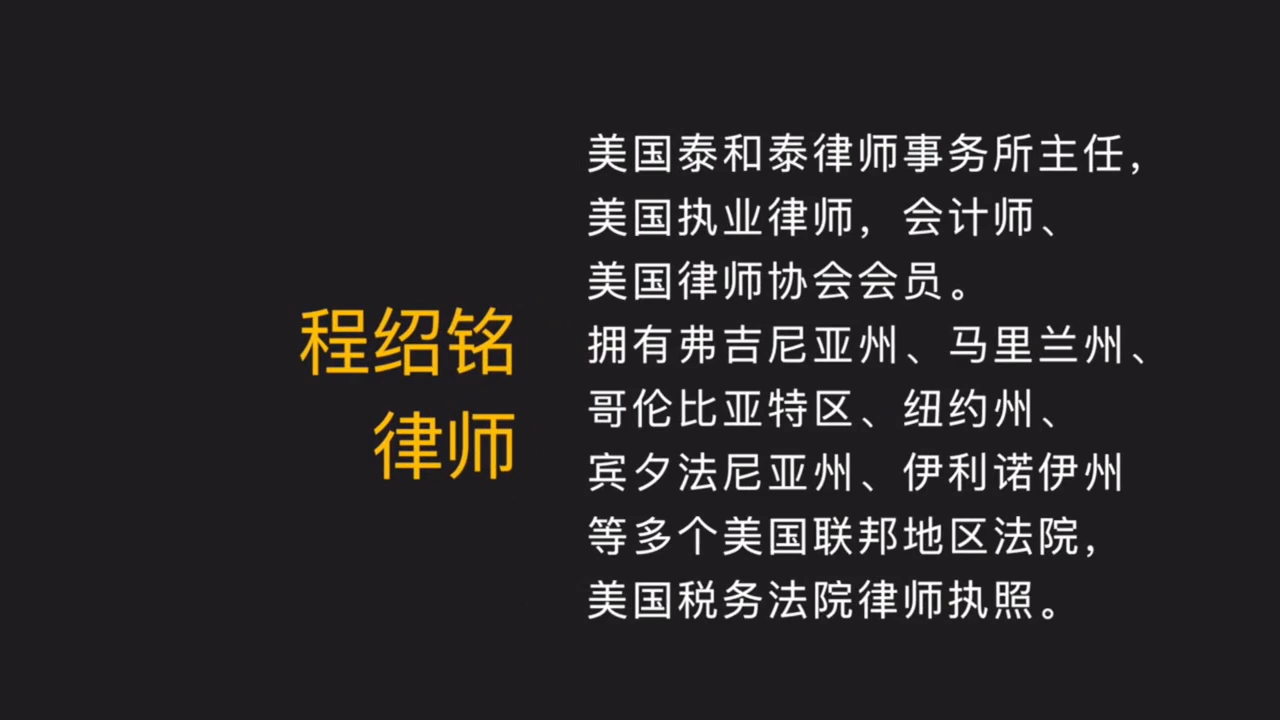 程绍铭
律师
美国泰和泰律师事务所主任，
美国执业律师，会计师、
美国律师协会会员。
拥有弗吉尼亚州、马里兰州、
哥伦比亚特区、纽约州、
宾夕法尼亚州、伊利诺伊州
等多个美国联邦地区法院，
美国税务法院律师执照。